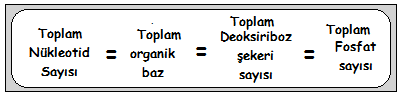 Toplam Nükleotid Sayısı = Toplam organik baz = Toplam Deoksiriboz şekeri sayısı = Toplam Fosfat sayısı